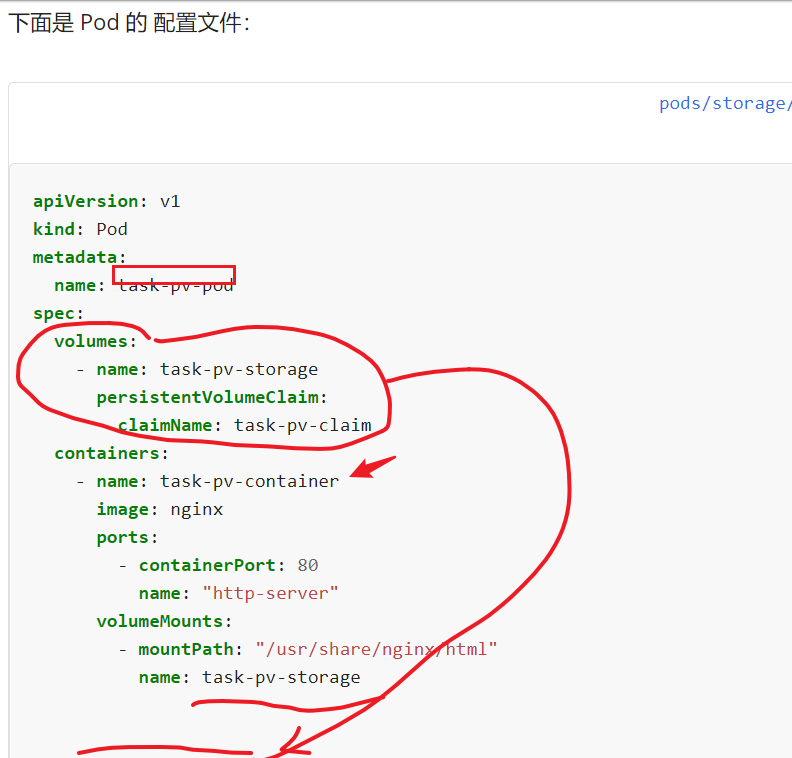 下面是 Pod 的 配置文件：
pods/storage/
apiVersion: v1
kind: Pod
metadata:
name: task-pv-pod
spec:
volumes:
- name: task-pv-storage
persistentVolumeClaim:
claimName: task-pv-claim
containers:
- name: task-pv-container
image: nginx
ports:
- containerPort: 80
name: "http-server"
volumeMounts:
- mountPath: "/usr/share/nginx/html"
name: task-pv-storage